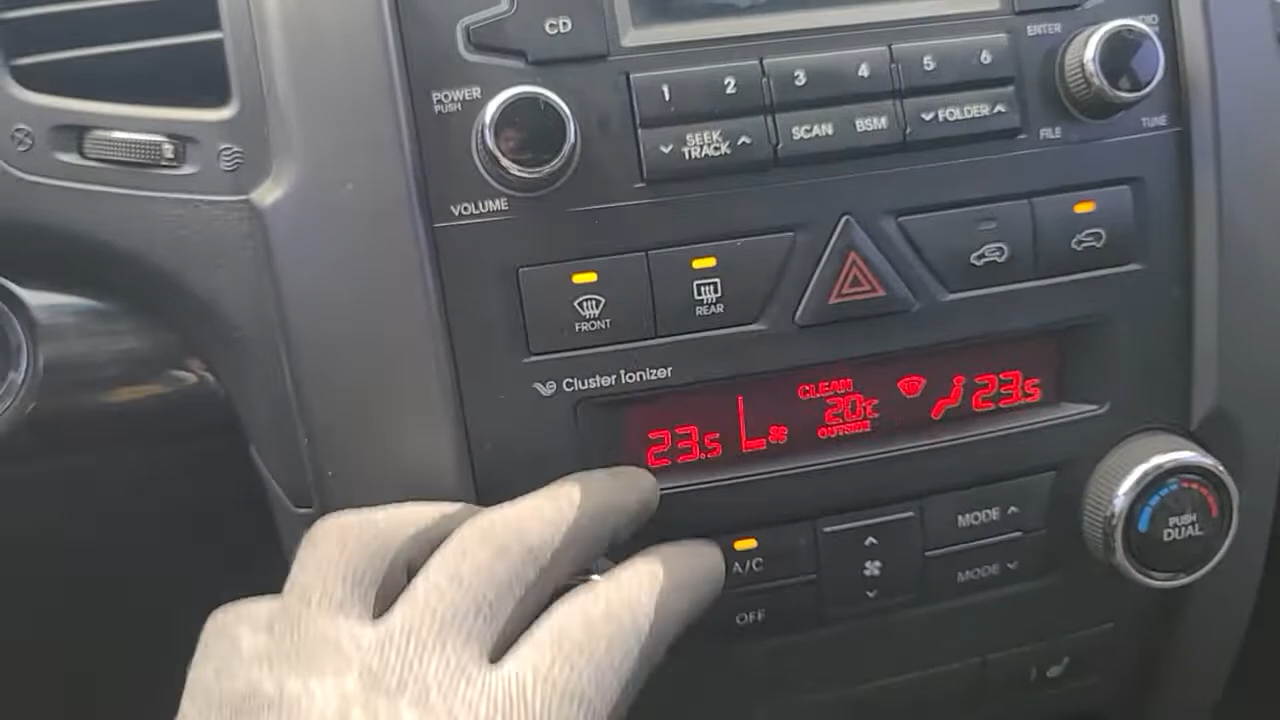 CD
ENTER
POWER
PUSH
1 2 3 4 5 6
SEEK
TRACK
SCAN BSM FOLDER
FILE TUNE
VOLUME
FRONT REAR
Cluster ionizer
CLEAN
23.5 20℃ 23.5
OUTSIDE
A/C
OFF
MODE
MODE
PUSH
DUAL